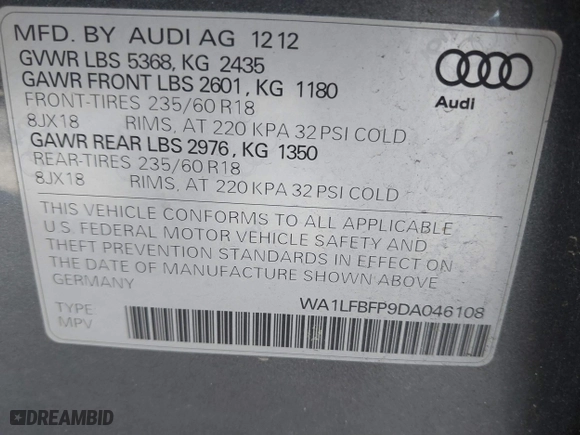 MFD. BY AUDI AG 12 12
GVWR LBS 5368, KG 2435
GAWR FRONT LBS 2601, KG 1180
FRONT-TIRES 235/60 R18
8JX18 RIMS, AT 220 KPA 32 PSI COLD
GAWR REAR LBS 2976, KG 1350
REAR-TIRES 235/60 R18
8JX18 RIMS, AT 220 KPA 32 PSI COLD
Audi
THIS VEHICLE CONFORMS TO ALL APPLICABLE
U.S. FEDERAL MOTOR VEHICLE SAFETY AND
THEFT PREVENTION STANDARDS IN EFFECT ON
THE DATE OF MANUFACTURE SHOWN ABOVE
GERMANY
WA1LFBFP9DA046108
TYPE
MPV
DREAMBID